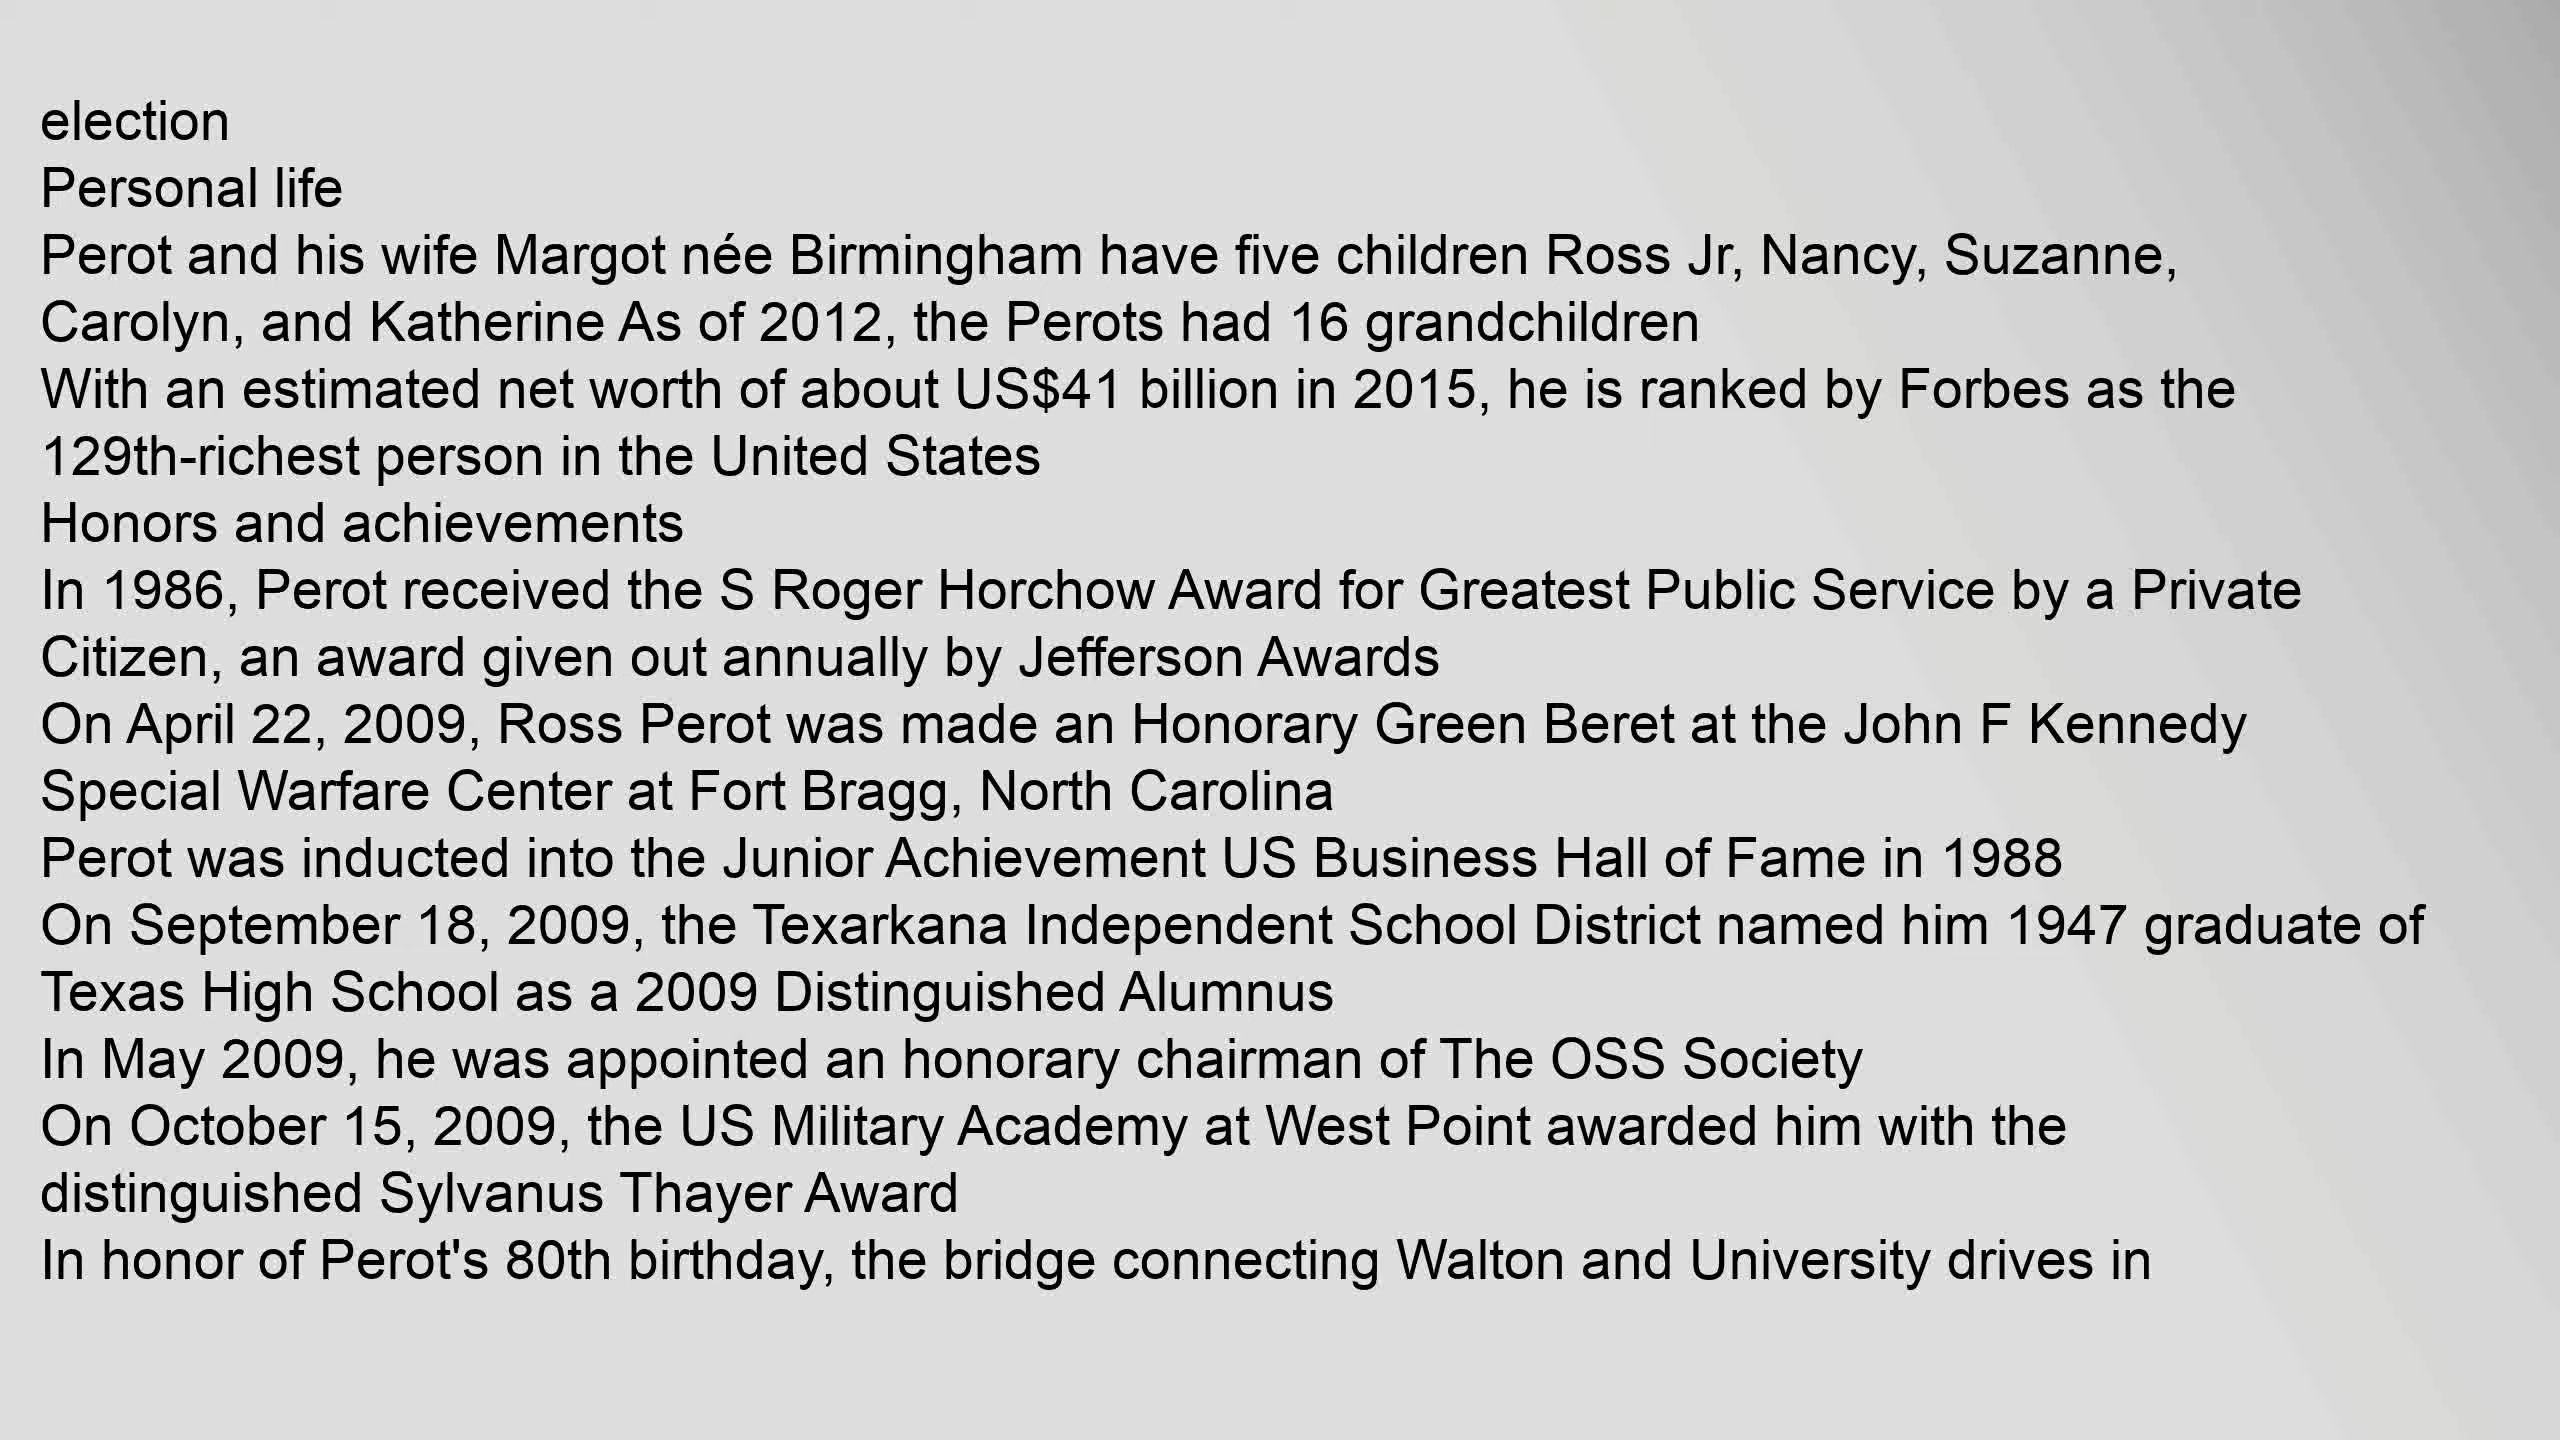 election
Personal life
Perot and his wife Margot née Birmingham have five children Ross Jr, Nancy, Suzanne,
Carolyn, and Katherine As of 2012, the Perots had 16 grandchildren
With an estimated net worth of about US$41 billion in 2015, he is ranked by Forbes as the
129th-richest person in the United States
Honors and achievements
In 1986, Perot received the S Roger Horchow Award for Greatest Public Service by a Private
Citizen, an award given out annually by Jefferson Awards
On April 22, 2009, Ross Perot was made an Honorary Green Beret at the John F Kennedy
Special Warfare Center at Fort Bragg, North Carolina
Perot was inducted into the Junior Achievement US Business Hall of Fame in 1988
On September 18, 2009, the Texarkana Independent School District named him 1947 graduate of
Texas High School as a 2009 Distinguished Alumnus
In May 2009, he was appointed an honorary chairman of The OSS Society
On October 15, 2009, the US Military Academy at West Point awarded him with the
distinguished Sylvanus Thayer Award
In honor of Perot's 80th birthday, the bridge connecting Walton and University drives in